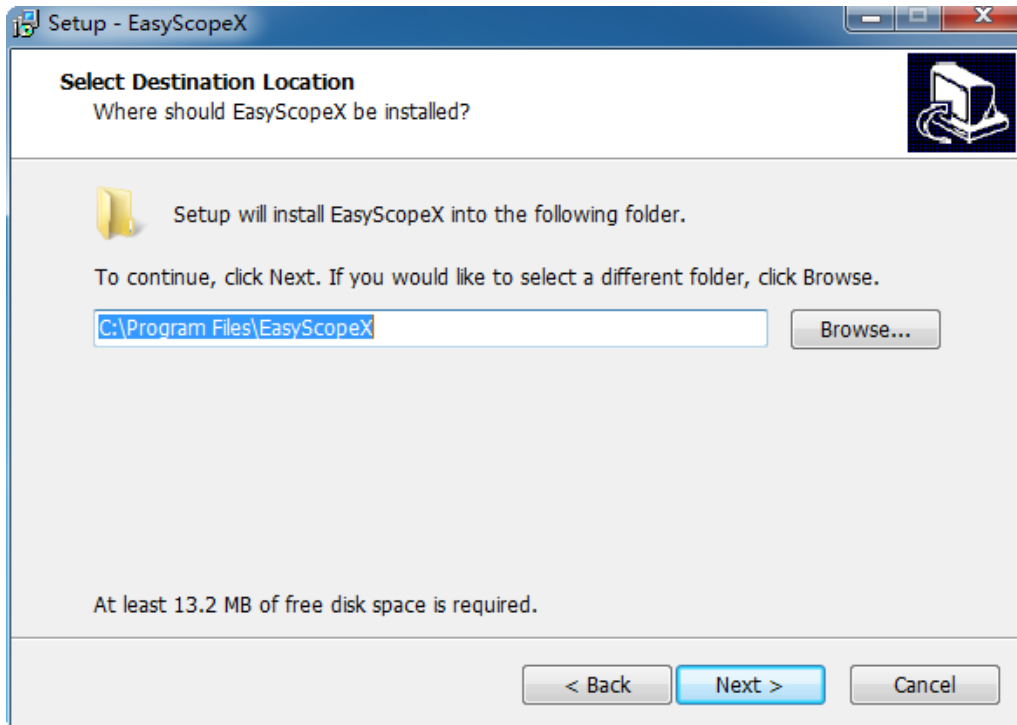 Setup - EasyScopeX
Select Destination Location
Where should EasyScopeX be installed?
Setup will install EasyScopeX into the following folder.
To continue, click Next. If you would like to select a different folder, click Browse.
C:\Program Files\EasyScopeX
Browse...
At least 13.2 MB of free disk space is required.
< Back
Next >
Cancel